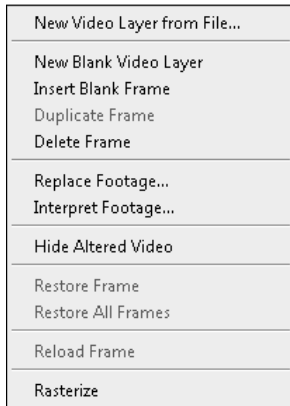 New Video Layer from File...
New Blank Video Layer
Insert Blank Frame
Duplicate Frame
Delete Frame
Replace Footage...
Interpret Footage...
Hide Altered Video
Restore Frame
Restore All Frames
Reload Frame
Rasterize